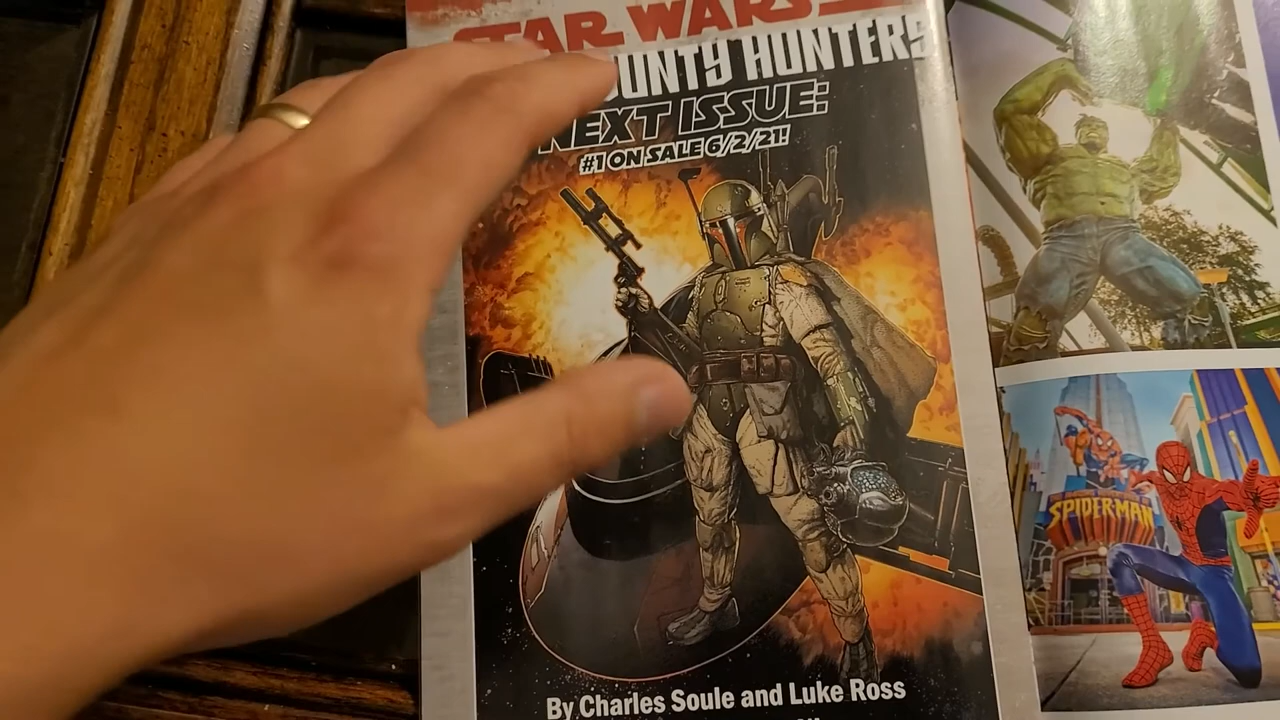 STAR WARS
BOUNTY HUNTERS
NEXT ISSUE:
#1 ON SALE 6/2/21!
By Charles Soule and Luke Ross
SPIDER-MAN